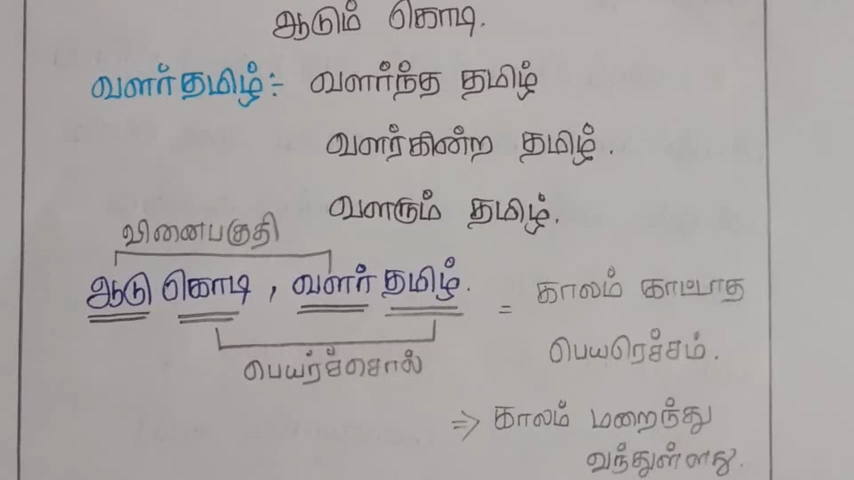 ஆடும் கொடி.
வளர்தமிழ்:- வளர்ந்த தமிழ்
வளர்கின்ற தமிழ்.
வளரும் தமிழ்.
வினைபகுதி
ஆடு கொடி, வளர் தமிழ். = காலம் காட்டாத
பெயரெச்சம்.
பெயர்ச்சொல்
=> காலம் மறைந்து
வந்துள்ளது.